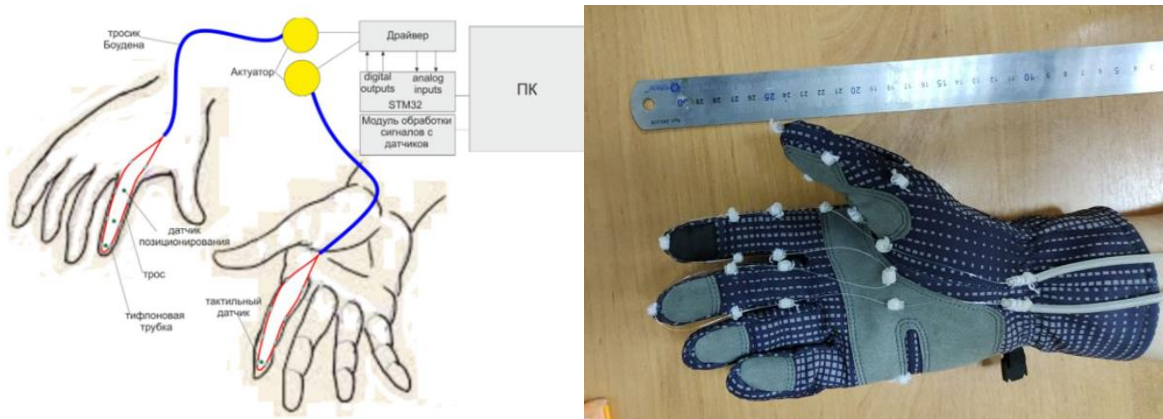 тросик
Боудена
Актуатор
Драйвер
digital
outputs
analog
inputs
STM32
Модуль обработки
сигналов с
датчиков
ПК
датчик
позиционирования
трос
тифлоновая
трубка
тактильный
датчик